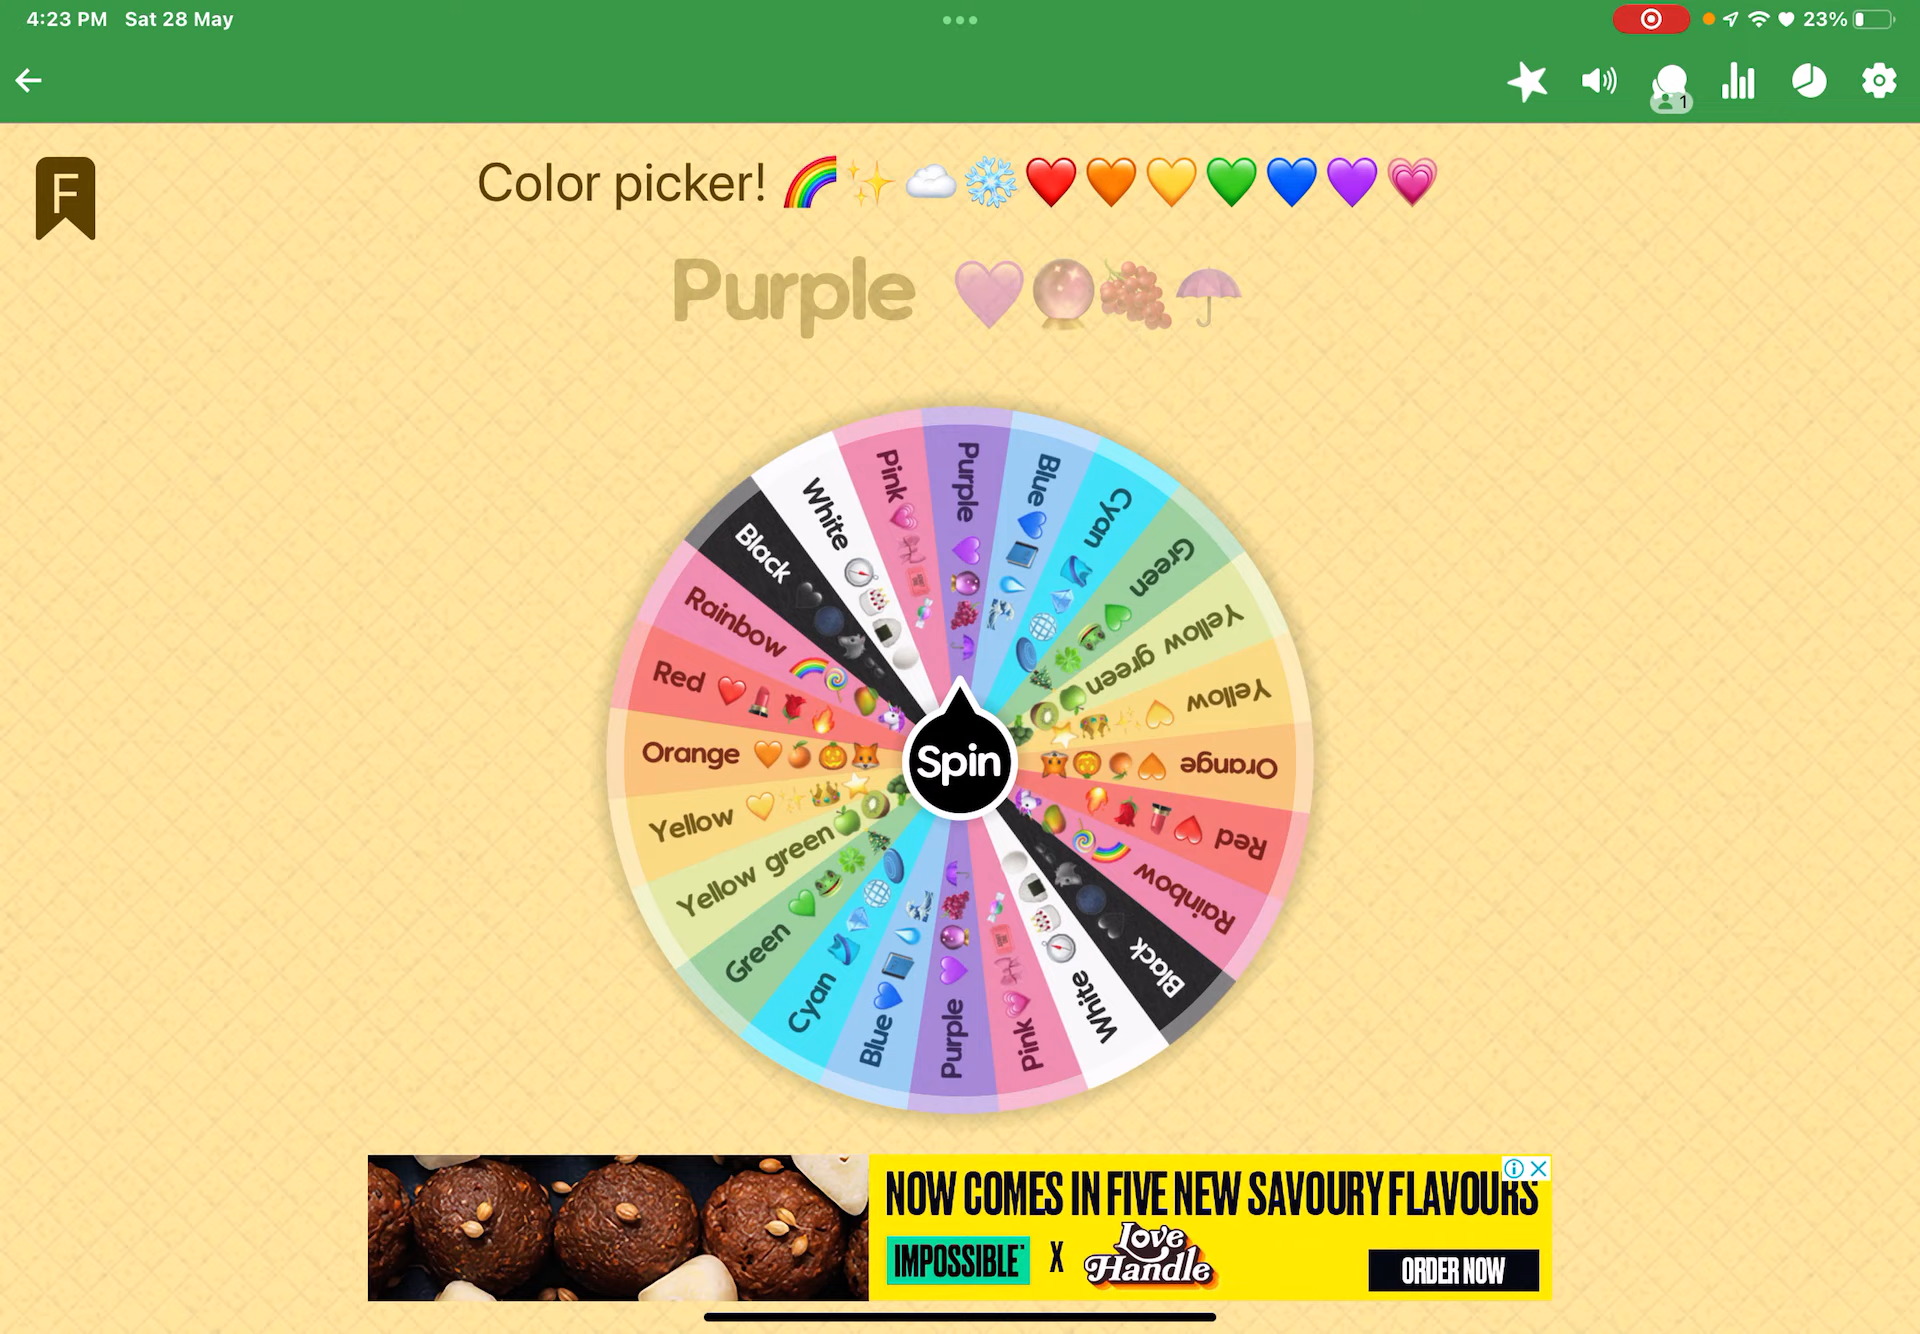 4:23 PM Sat 28 May
23%
1
F
Color picker! 🌈✨☁️❄️❤️🧡💛💚💙💜💗
Purple 💜🔮🍇☂️
Purple
Blue
Cyan
Green
Yellow green
Yellow
Orange
Red
Rainbow
Black
White
Pink
Purple
Blue
Cyan
Green
Yellow green
Yellow
Orange
Red
Rainbow
Black
White
Pink
Spin
NOW COMES IN FIVE NEW SAVOURY FLAVOURS
IMPOSSIBLE X Love Handle
ORDER NOW